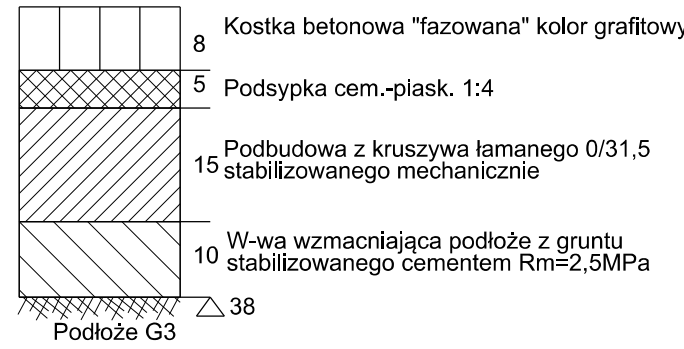 8 Kostka betonowa "fazowana" kolor grafitowy
5 Podsypka cem.-piask. 1:4
15 Podbudowa z kruszywa łamanego 0/31,5
stabilizowanego mechanicznie
10 W-wa wzmacniająca podłoże z gruntu
stabilizowanego cementem Rm=2,5MPa
38
Podłoże G3